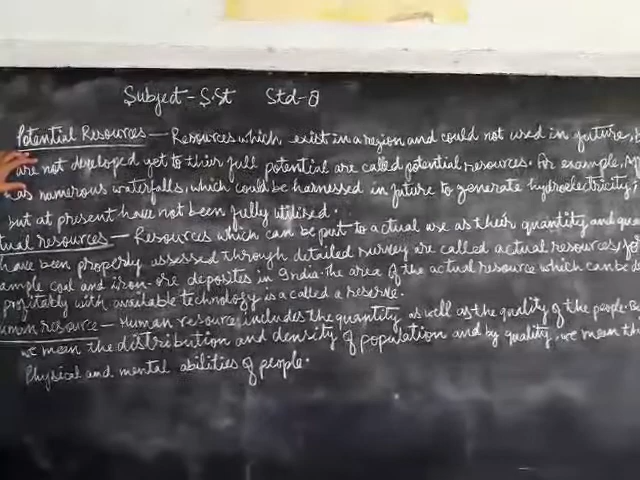 Subject - S.St Std - 8
Potential Resources — Resources which exist in a region and could not used in future,
are not developed yet to thier full potential are called potential resources. For example,
as numerous waterfalls, which could be harnessed in future to generate hydroelectricity,
but at present have not been fully utilised.
tual resources — Resources which can be put to actual use as their quantity and
have been properly assessed through detailed survey are called actual resources, for
ample coal and iron-ore deposites in India. the area of the actual resource which can be
profitably with available technology is a called a reserve.
uman resource — Human resource includes the quantity as well as the quality of the people.
we mean the distribution and density of population and by quality, we mean the
Physical and mental abilities of people.